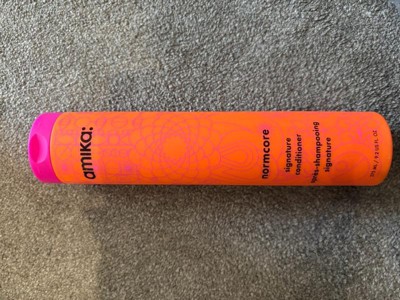 amika:
normcore
signature
conditioner
après-shampooing
signature